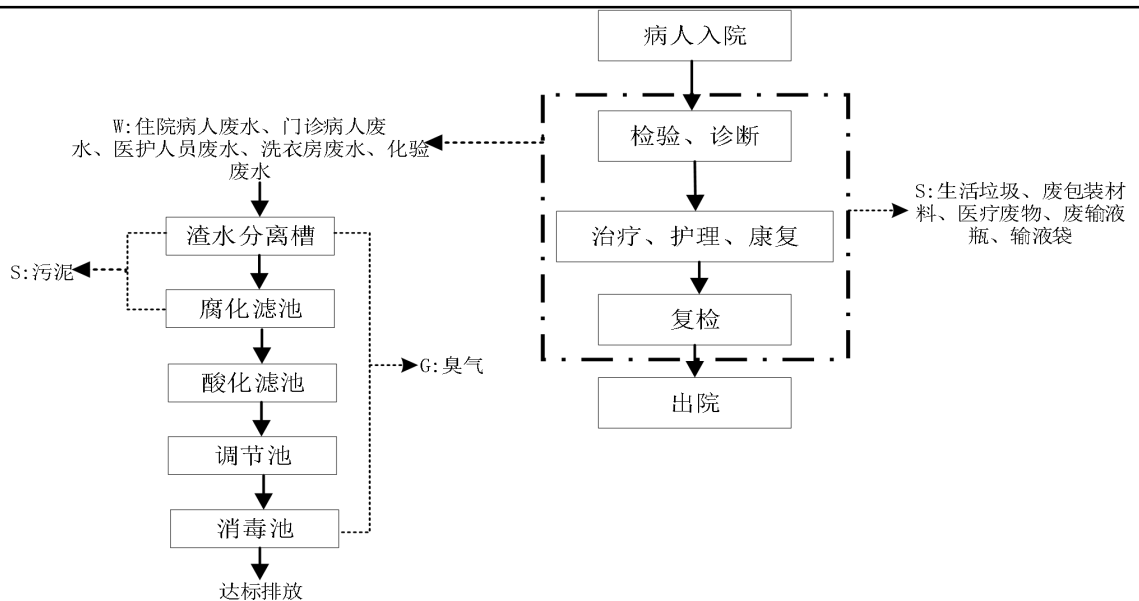 病人入院
W:住院病人废水、门诊病人废
水、医护人员废水、洗衣房废水、化验
废水
检验、诊断
S:生活垃圾、废包装材
料、医疗废物、废输液
瓶、输液袋
渣水分离槽
治疗、护理、康复
S:污泥
腐化滤池
复检
酸化滤池
G:臭气
出院
调节池
消毒池
达标排放